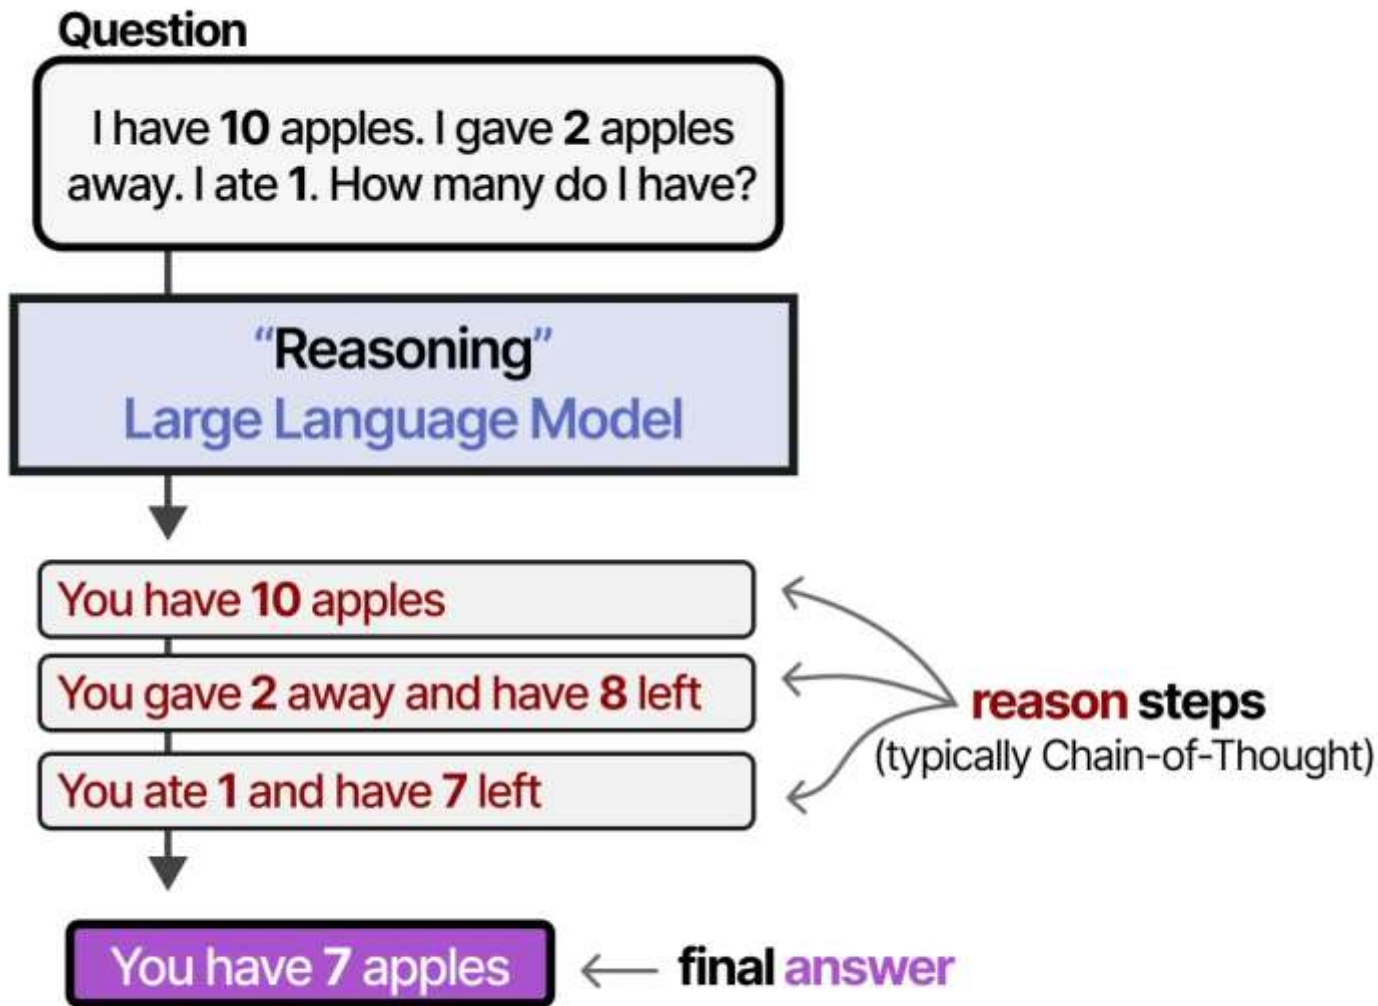 Question
I have 10 apples. I gave 2 apples
away. I ate 1. How many do I have?
“Reasoning”
Large Language Model
You have 10 apples
You gave 2 away and have 8 left
You ate 1 and have 7 left
reason steps
(typically Chain-of-Thought)
You have 7 apples
final answer